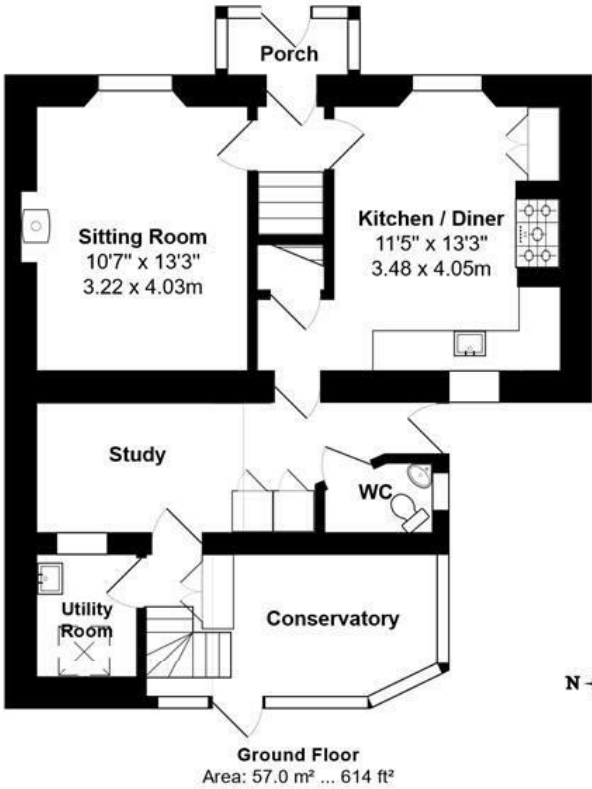 Porch
Sitting Room
10'7" x 13'3"
3.22 x 4.03m
Kitchen / Diner
11'5" x 13'3"
3.48 x 4.05m
Study
WC
Utility
Room
Conservatory
N
Ground Floor
Area: 57.0 m² ... 614 ft²